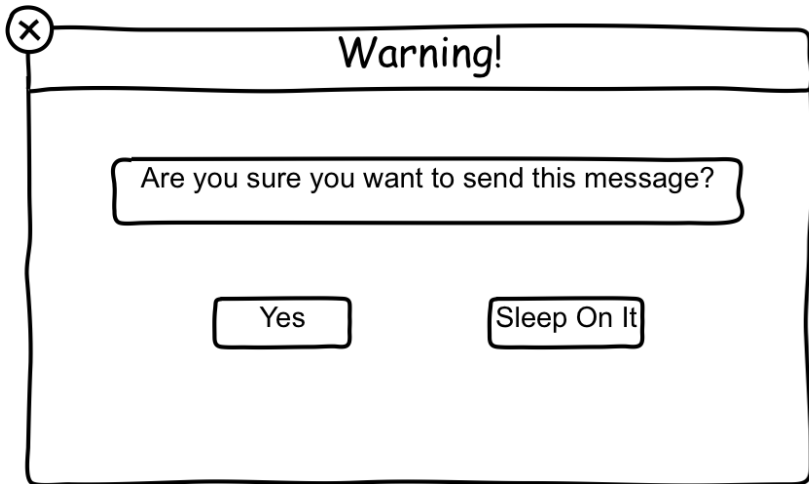 Warning!
Are you sure you want to send this message?
Yes
Sleep On It